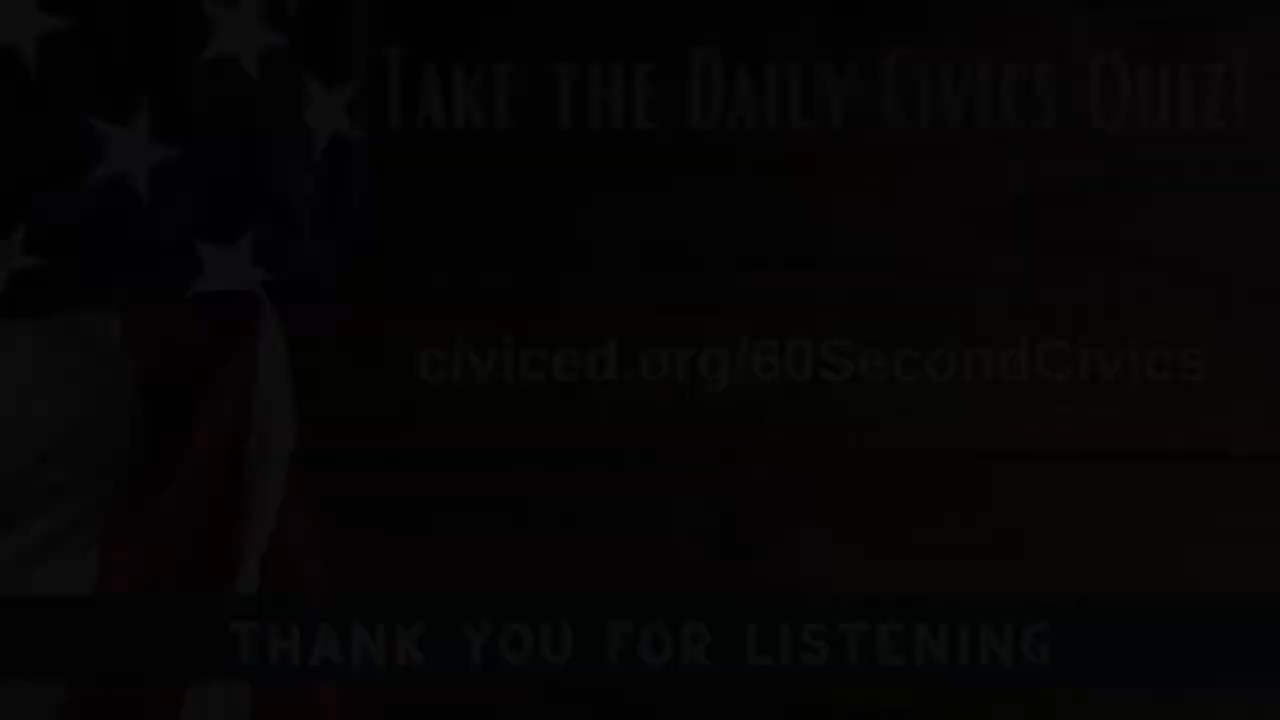 Take the Daily Civics Quiz!
civiced.org/60SecondCivics
THANK YOU FOR LISTENING